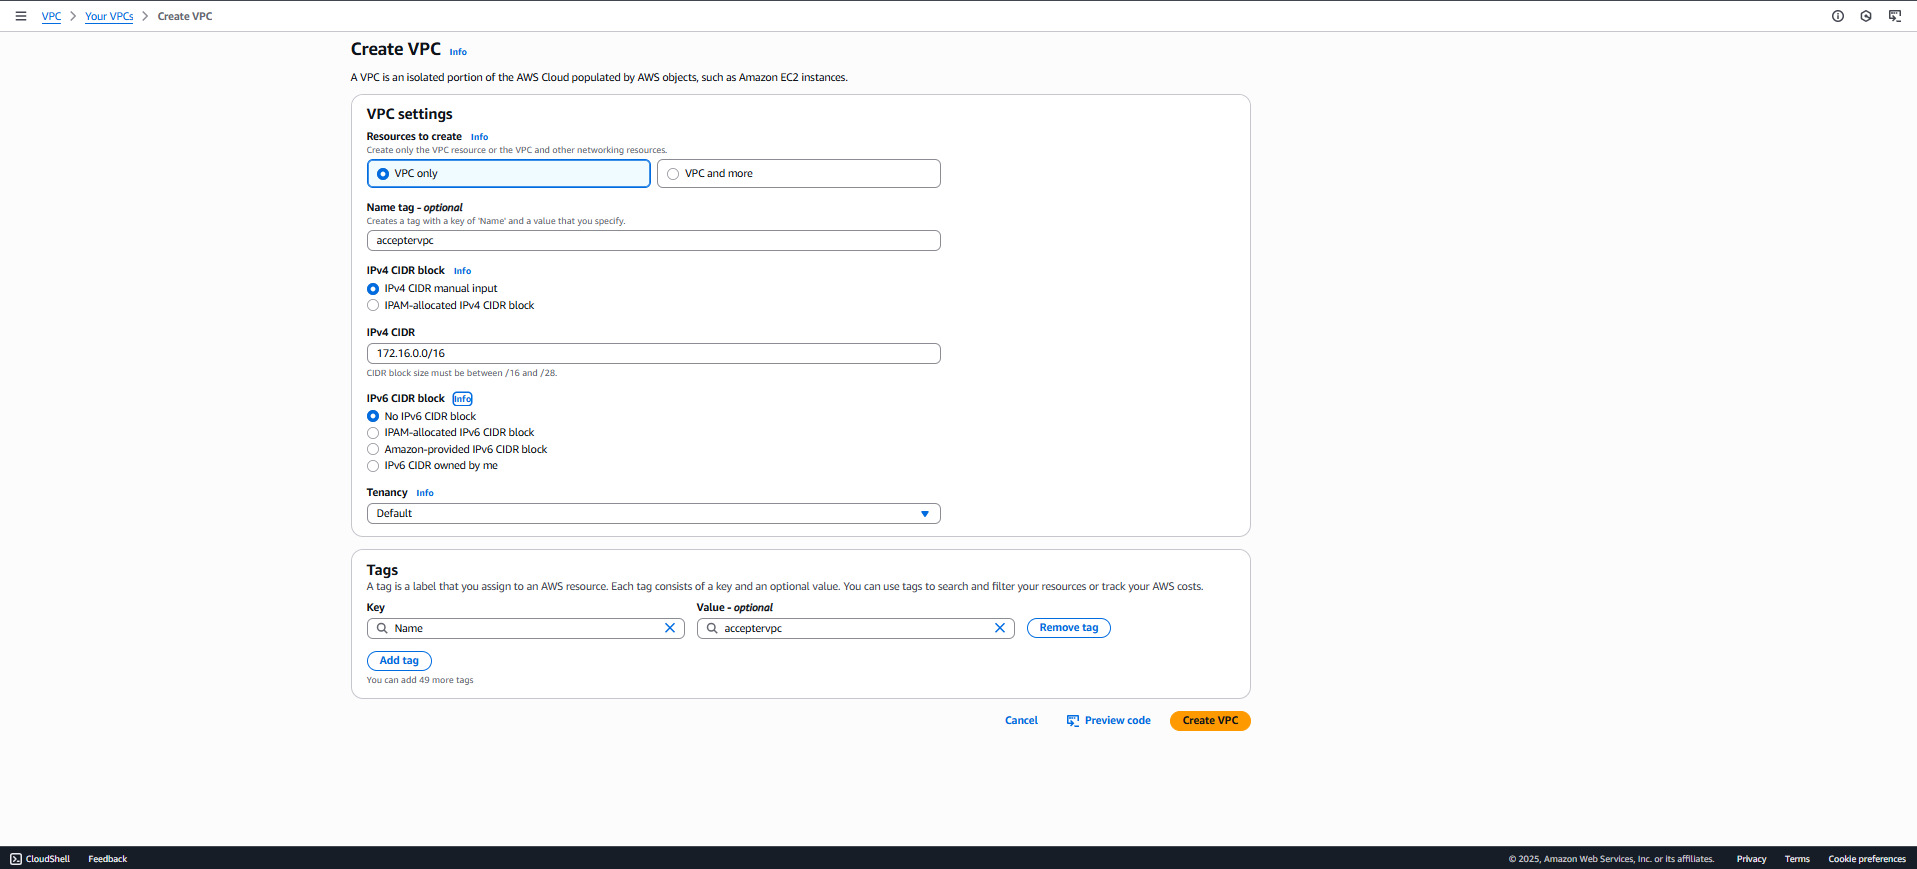 VPC > Your VPCs > Create VPC
Create VPC Info
A VPC is an isolated portion of the AWS Cloud populated by AWS objects, such as Amazon EC2 instances.
VPC settings
Resources to create Info
Create only the VPC resource or the VPC and other networking resources.
VPC only
VPC and more
Name tag - optional
Creates a tag with a key of 'Name' and a value that you specify.
acceptervpc
IPv4 CIDR block Info
IPv4 CIDR manual input
IPAM-allocated IPv4 CIDR block
IPv4 CIDR
172.16.0.0/16
CIDR block size must be between /16 and /28.
IPv6 CIDR block Info
No IPv6 CIDR block
IPAM-allocated IPv6 CIDR block
Amazon-provided IPv6 CIDR block
IPv6 CIDR owned by me
Tenancy Info
Default
Tags
A tag is a label that you assign to an AWS resource. Each tag consists of a key and an optional value. You can use tags to search and filter your resources or track your AWS costs.
Key Value - optional
Name acceptervpc Remove tag
Add tag
You can add 49 more tags
Cancel Preview code Create VPC
CloudShell Feedback © 2025, Amazon Web Services, Inc. or its affiliates. Privacy Terms Cookie preferences